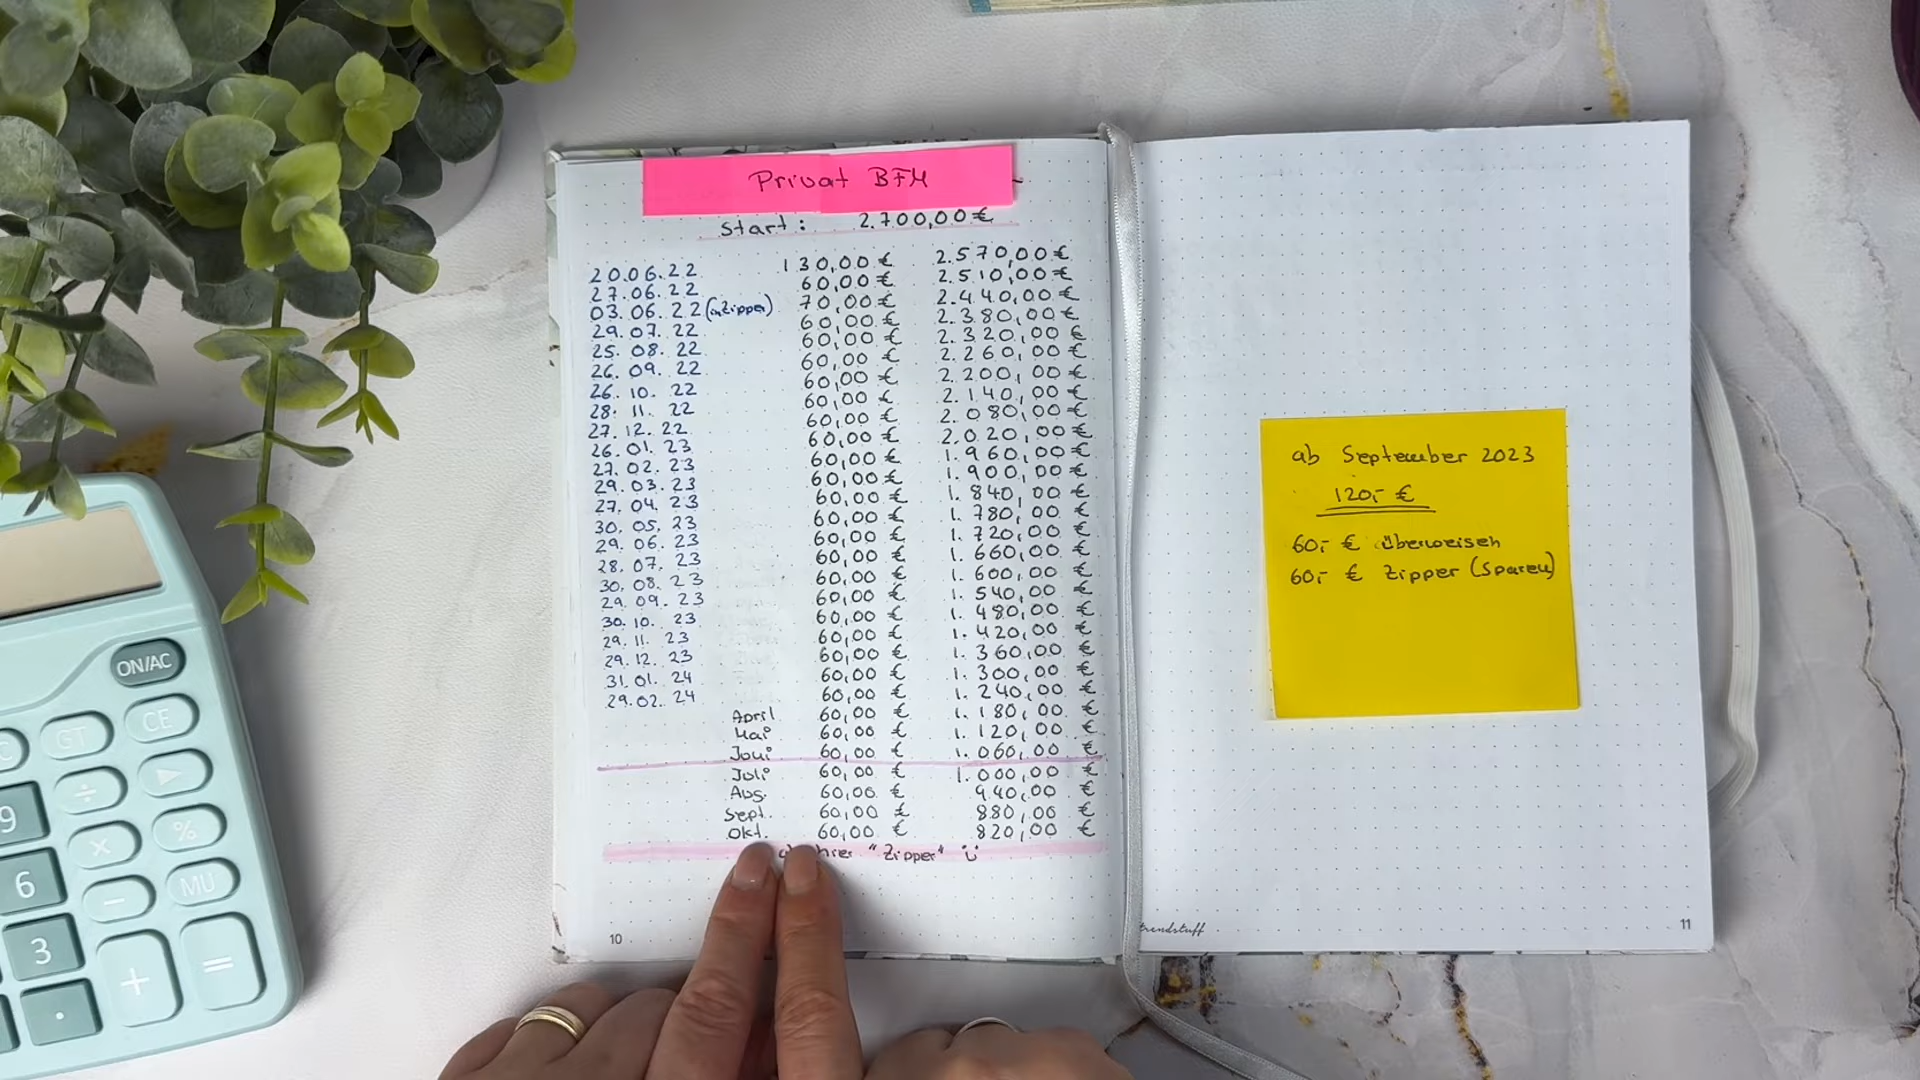 Privat BFM
Start: 2.700,00 €
20.06.22 130,00 € 2.570,00 €
27.06.22 60,00 € 2.510,00 €
03.06.22 (in Zipper) 70,00 € 2.440,00 €
29.07.22 60,00 € 2.380,00 €
25.08.22 60,00 € 2.320,00 €
26.09.22 60,00 € 2.260,00 €
26.10.22 60,00 € 2.200,00 €
28.11.22 60,00 € 2.140,00 €
27.12.22 60,00 € 2.080,00 €
26.01.23 60,00 € 2.020,00 €
27.02.23 60,00 € 1.960,00 €
29.03.23 60,00 € 1.900,00 €
27.04.23 60,00 € 1.840,00 €
30.05.23 60,00 € 1.780,00 €
29.06.23 60,00 € 1.720,00 €
28.07.23 60,00 € 1.660,00 €
30.08.23 60,00 € 1.600,00 €
29.09.23 60,00 € 1.540,00 €
30.10.23 60,00 € 1.480,00 €
29.11.23 60,00 € 1.420,00 €
29.12.23 60,00 € 1.360,00 €
31.01.24 60,00 € 1.300,00 €
29.02.24 60,00 € 1.240,00 €
April 60,00 € 1.180,00 €
Mai 60,00 € 1.120,00 €
Juni 60,00 € 1.060,00 €
Juli 60,00 € 1.000,00 €
Aug. 60,00 € 940,00 €
Sept. 60,00 € 880,00 €
Okt. 60,00 € 820,00 €
hier "Zipper" ü
10
ab September 2023
120,- €
60,- € überweisen
60,- € Zipper (Sparen)
trendstuff
11
ON/AC
GT
CE
÷
▶
9
×
%
6
−
MU
3
+
=
.